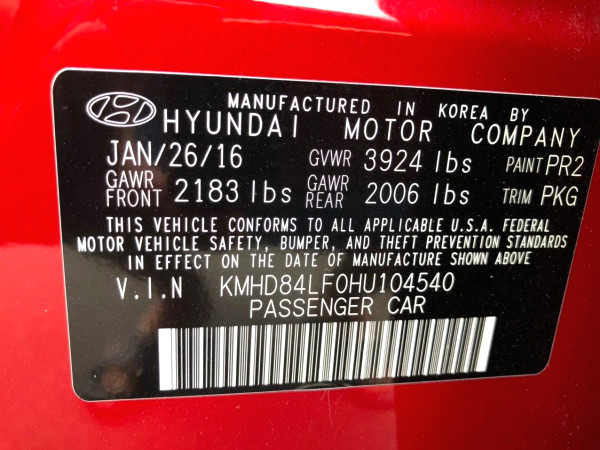 MANUFACTURED IN KOREA BY
HYUNDAI MOTOR COMPANY
JAN/26/16 GVWR 3924 lbs PAINT PR2
GAWR FRONT 2183 lbs GAWR REAR 2006 lbs TRIM PKG
THIS VEHICLE CONFORMS TO ALL APPLICABLE U.S.A. FEDERAL
MOTOR VEHICLE SAFETY, BUMPER, AND THEFT PREVENTION STANDARDS
IN EFFECT ON THE DATE OF MANUFACTURE SHOWN ABOVE
V.I.N KMHD84LF0HU104540
PASSENGER CAR